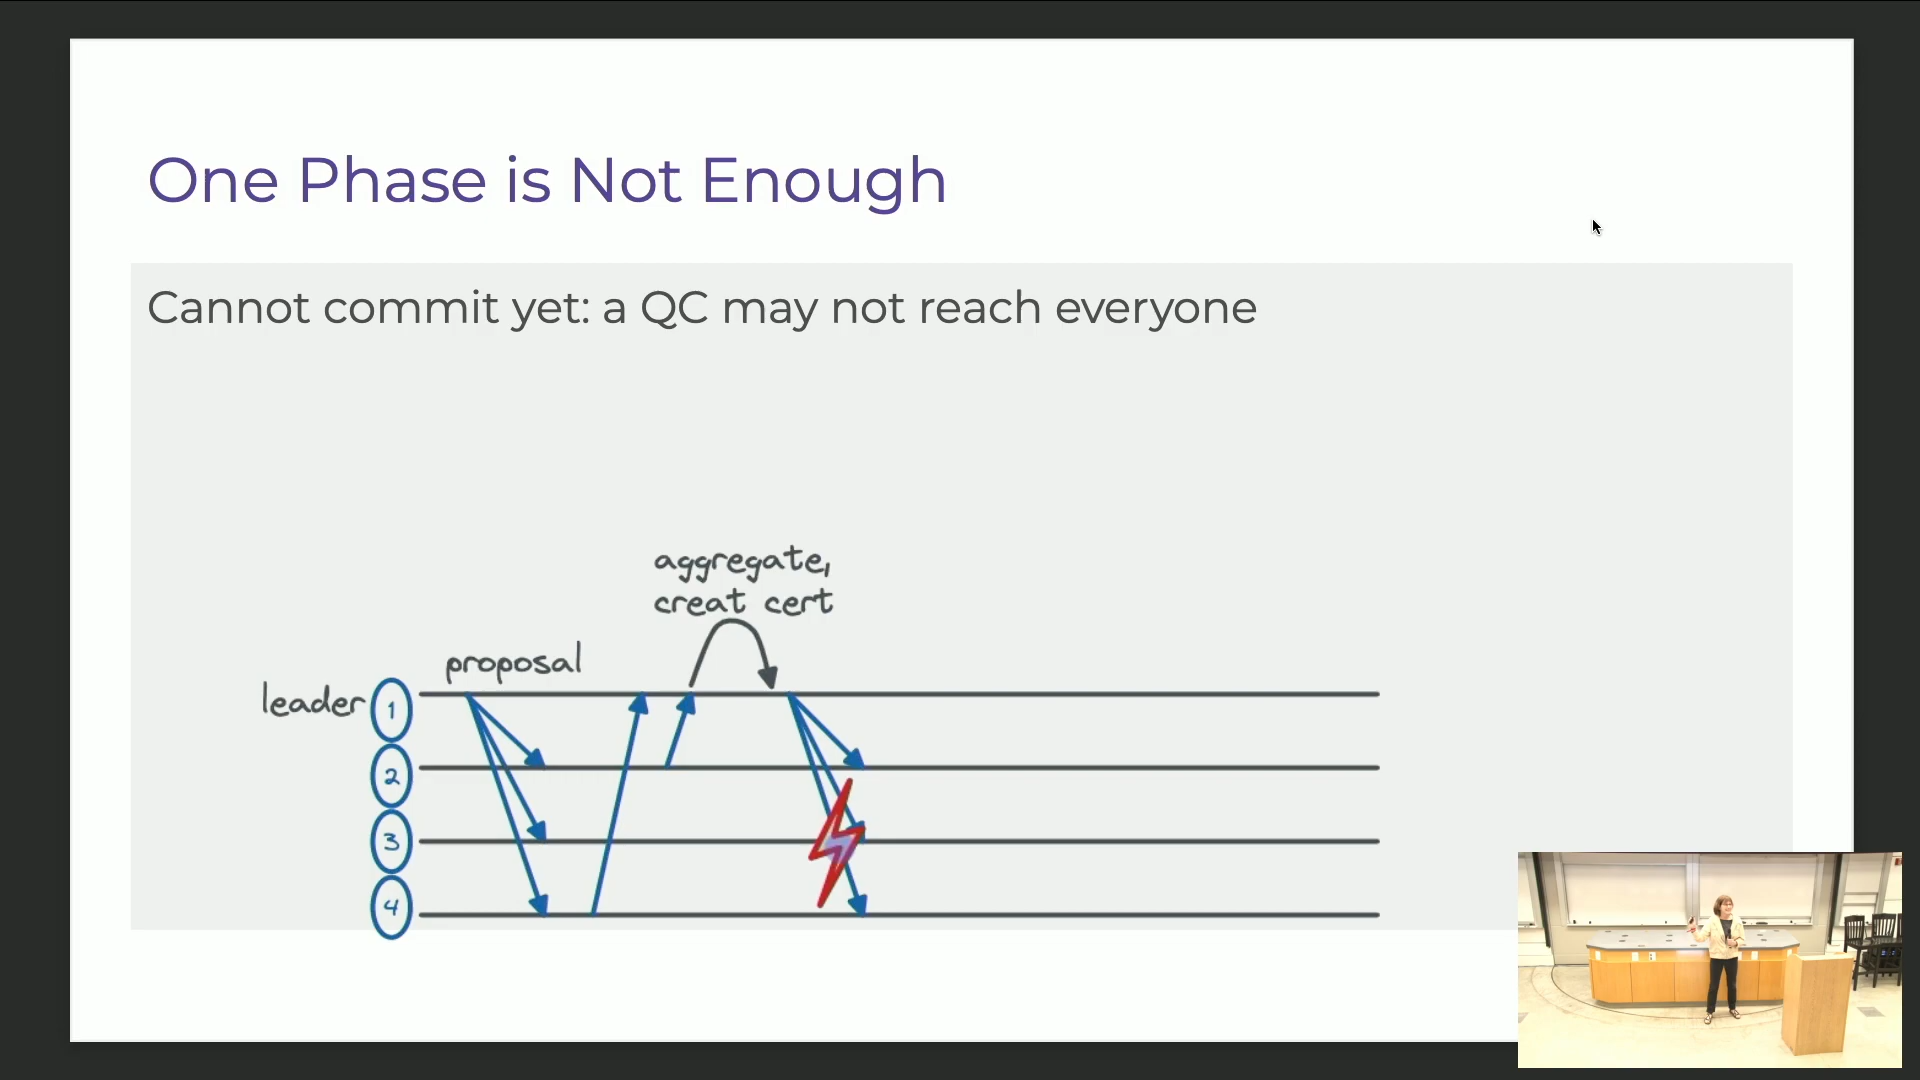 One Phase is Not Enough
Cannot commit yet: a QC may not reach everyone
aggregate,
creat cert
proposal
leader
1
2
3
4